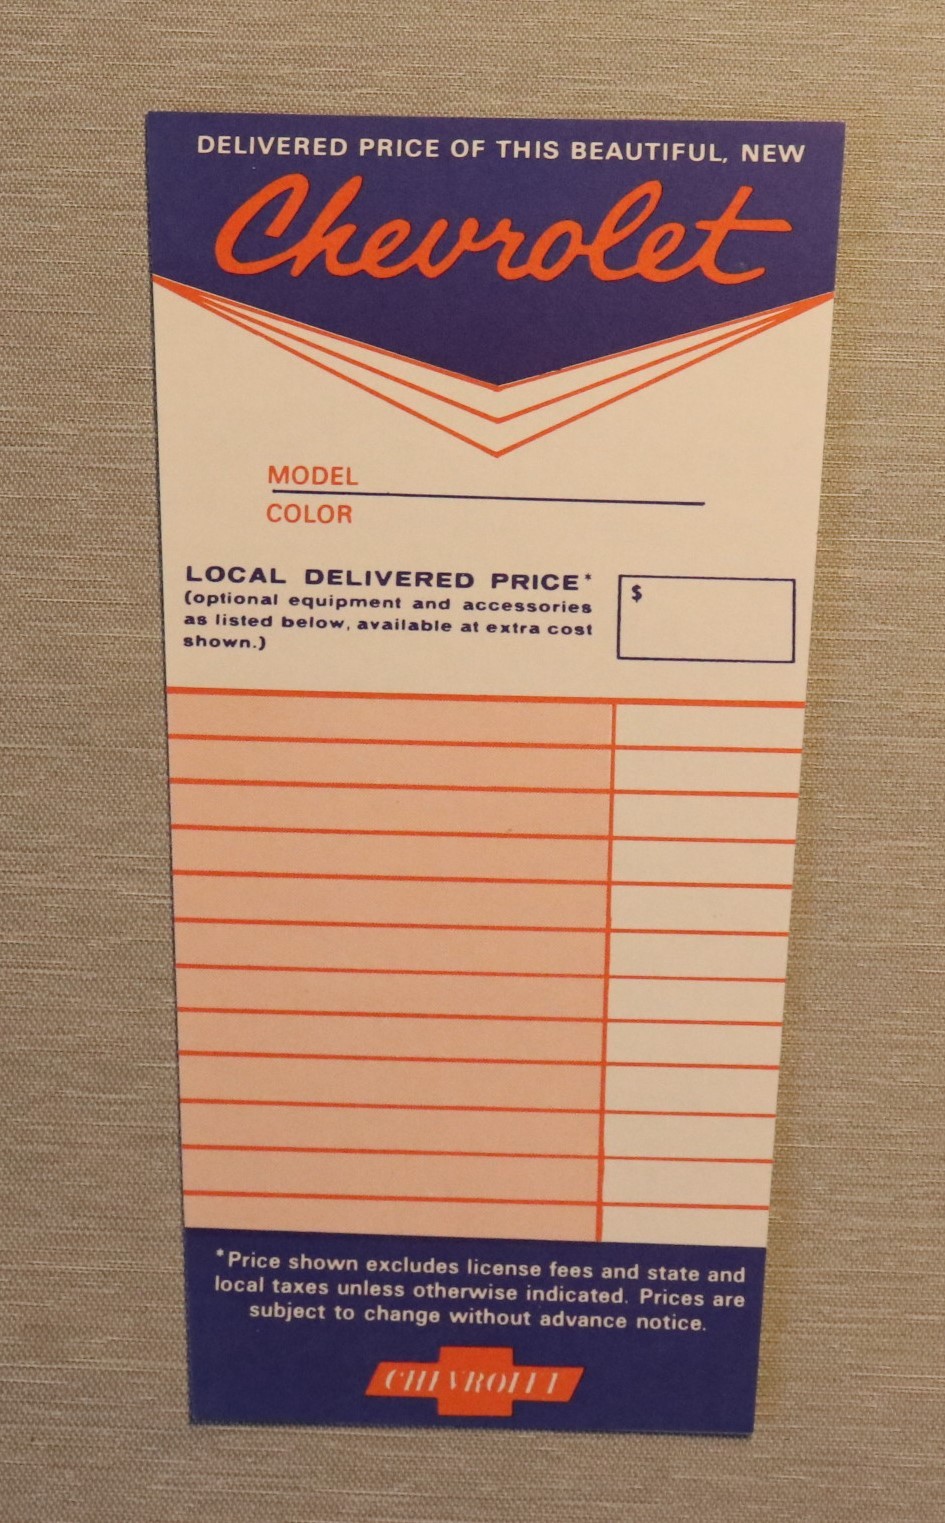 DELIVERED PRICE OF THIS BEAUTIFUL, NEW
Chevrolet
MODEL
COLOR
LOCAL DELIVERED PRICE*
(optional equipment and accessories
as listed below, available at extra cost
shown.)
$
*Price shown excludes license fees and state and
local taxes unless otherwise indicated. Prices are
subject to change without advance notice.
CHEVROLET